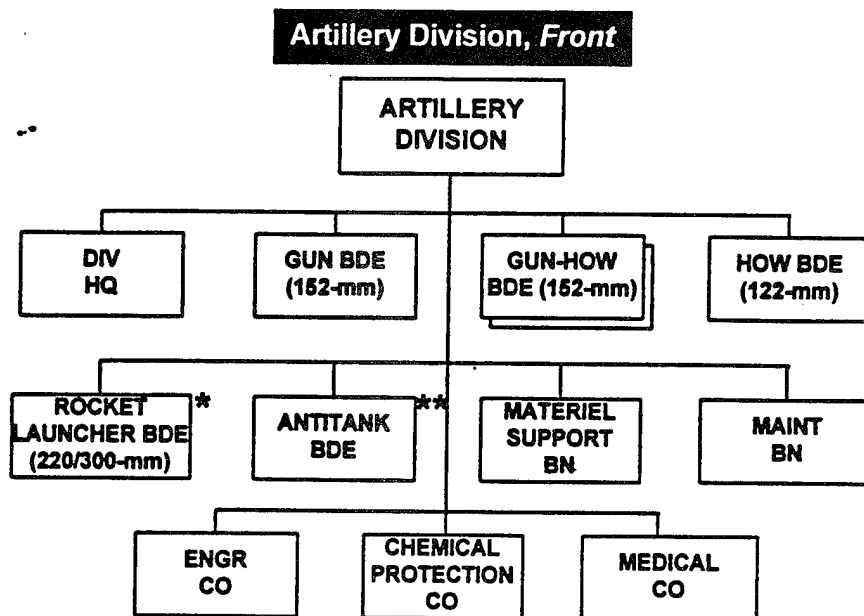 Artillery Division, Front
ARTILLERY
DIVISION
DIV
HQ
GUN BDE
(152-mm)
GUN-HOW
BDE (152-mm)
HOW BDE
(122-mm)
ROCKET
LAUNCHER BDE
(220/300-mm)
*
ANTITANK
BDE
**
MATERIEL
SUPPORT
BN
MAINT
BN
ENGR
CO
CHEMICAL
PROTECTION
CO
MEDICAL
CO